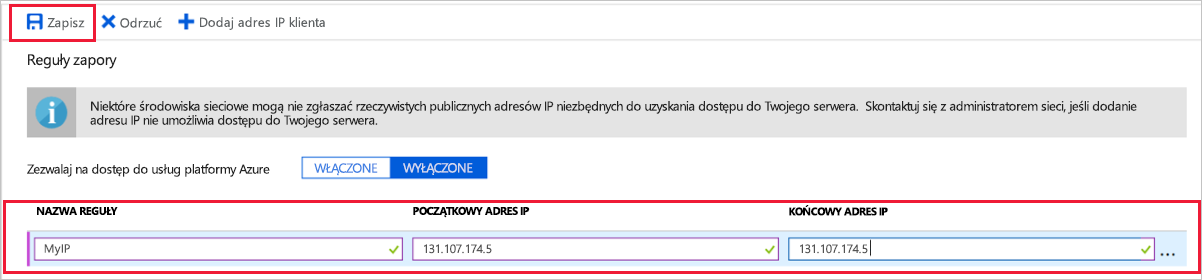 Zapisz Odrzuć Dodaj adres IP klienta
Reguły zapory
Niektóre środowiska sieciowe mogą nie zgłaszać rzeczywistych publicznych adresów IP niezbędnych do uzyskania dostępu do Twojego serwera. Skontaktuj się z administratorem sieci, jeśli dodanie
adresu IP nie umożliwia dostępu do Twojego serwera.
Zezwalaj na dostęp do usług platformy Azure WŁĄCZONE WYŁĄCZONE
NAZWA REGUŁY POCZĄTKOWY ADRES IP KOŃCOWY ADRES IP
MyIP 131.107.174.5 131.107.174.5 ...